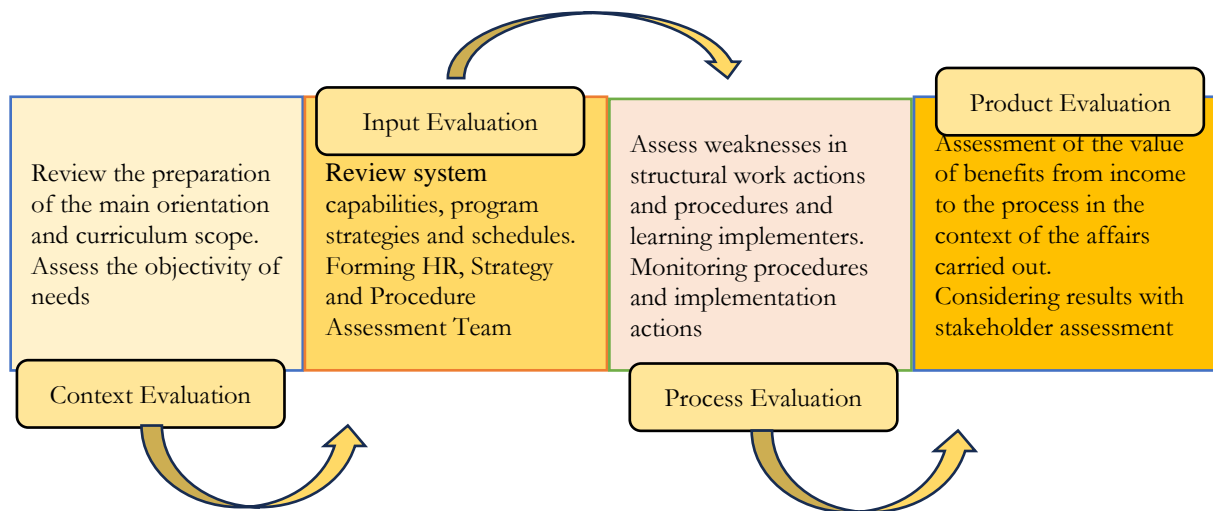 Review the preparation
of the main orientation
and curriculum scope.
Assess the objectivity of
needs
Context Evaluation
Input Evaluation
Review system
capabilities, program
strategies and schedules.
Forming HR, Strategy
and Procedure
Assessment Team
Assess weaknesses in
structural work actions
and procedures and
learning implementers.
Monitoring procedures
and implementation
actions
Process Evaluation
Product Evaluation
Assessment of the value
of benefits from income
to the process in the
context of the affairs
carried out.
Considering results with
stakeholder assessment